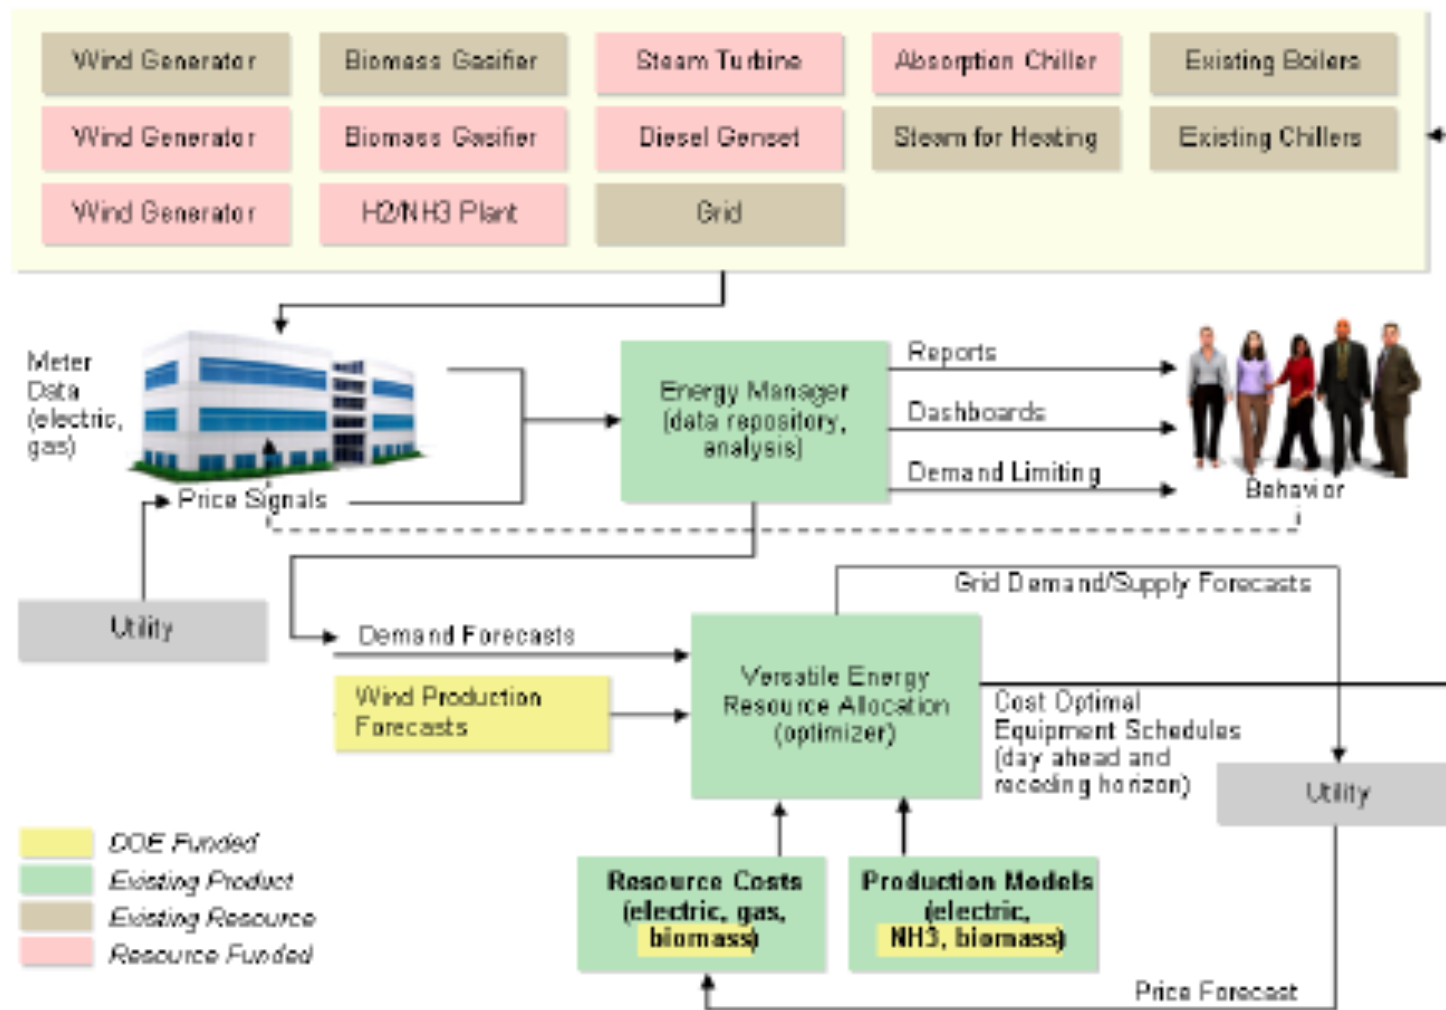 Wind Generator
Biomass Gasifier
Steam Turbine
Absorption Chiller
Existing Boilers
Wind Generator
Biomass Gasifier
Diesel Genset
Steam for Heating
Existing Chillers
Wind Generator
H2/NH3 Plant
Grid
Meter
Data
(electric,
gas)
Price Signals
Energy Manager
(data repository,
analysis)
Reports
Dashboards
Demand Limiting
Behavior
Utility
Grid Demand/Supply Forecasts
Demand Forecasts
Wind Production
Forecasts
Versatile Energy
Resource Allocation
(optimizer)
Cost Optimal
Equipment Schedules
(day ahead and
receding horizon)
Utility
DOE Funded
Existing Product
Existing Resource
Resource Funded
Resource Costs
(electric, gas,
biomass)
Production Models
(electric,
NH3, biomass)
Price Forecast